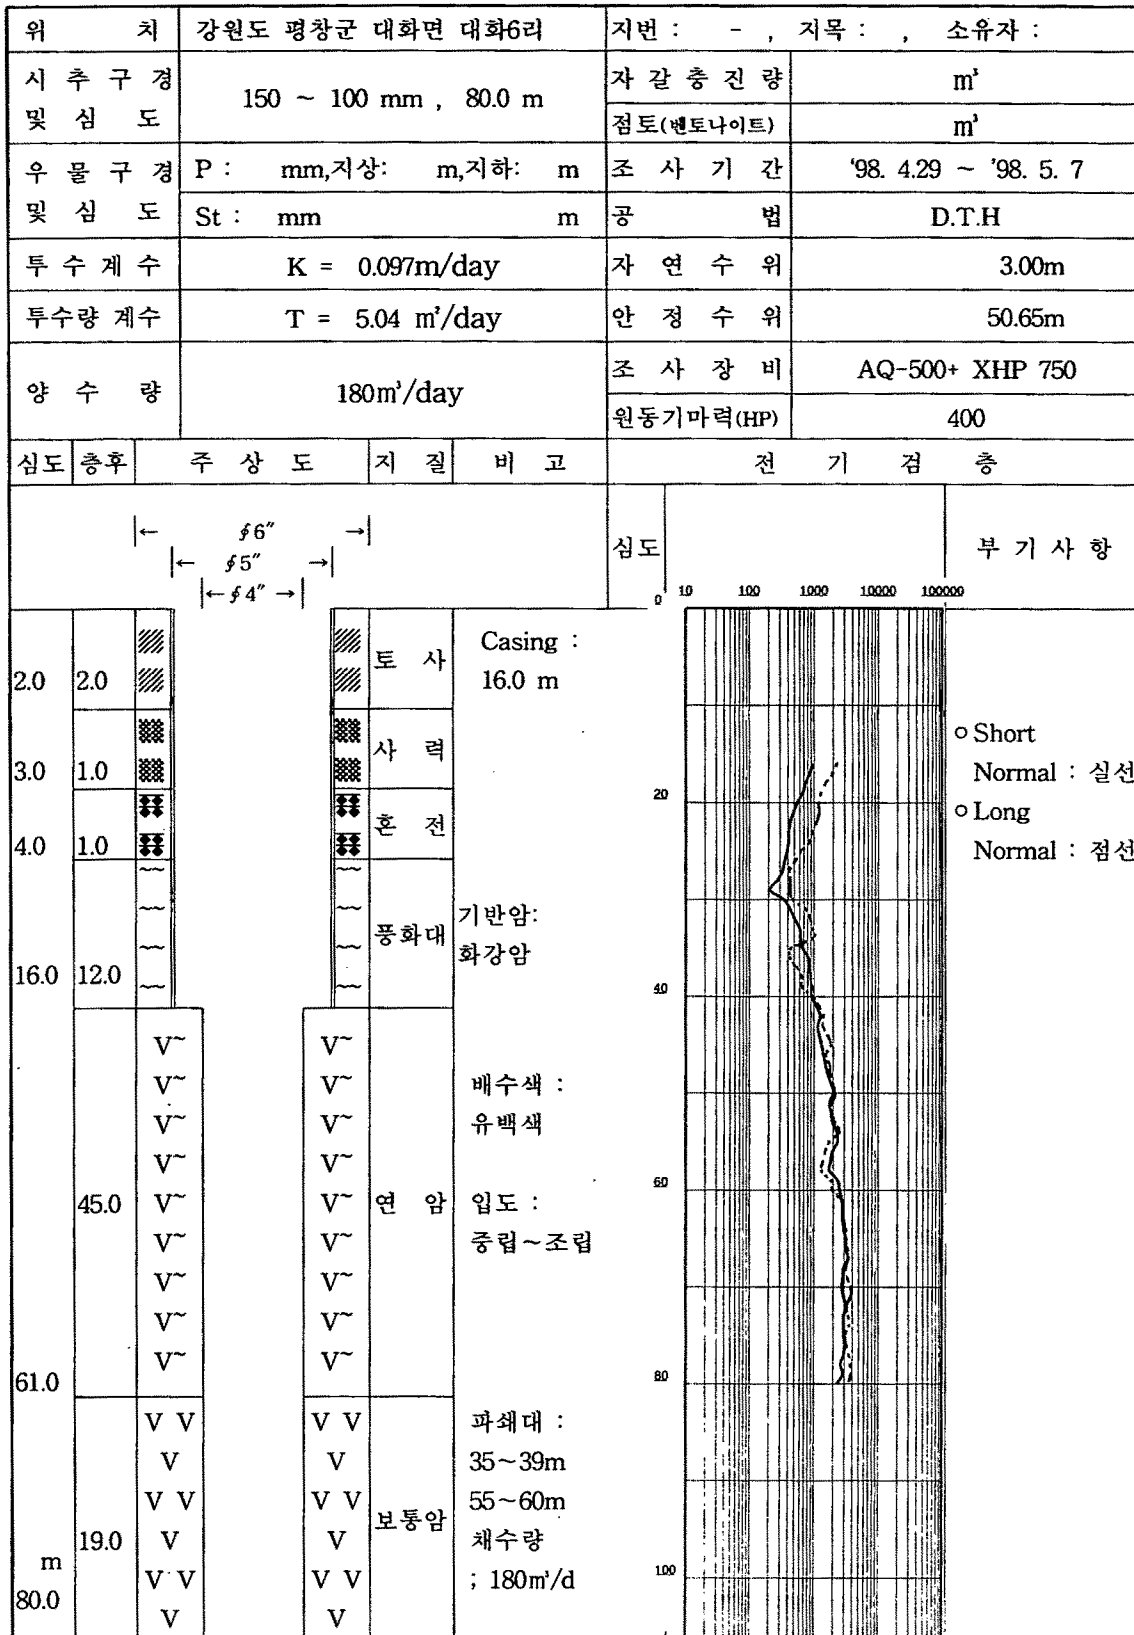 위 치 강원도 평창군 대화면 대화6리 지번 : - , 지목 : , 소유자 :
시 추 구 경 및 심 도 150 ~ 100 mm , 80.0 m 자 갈 충 진 량 m³
점토(벤토나이트) m³
우 물 구 경 및 심 도 P : mm,지상: m,지하: m 조 사 기 간 '98. 4.29 ~ '98. 5. 7
St : mm m 공 법 D.T.H
투 수 계 수 K = 0.097m/day 자 연 수 위 3.00m
투수량 계수 T = 5.04 m²/day 안 정 수 위 50.65m
양 수 량 180m³/day 조 사 장 비 AQ-500+ XHP 750
원동기마력(HP) 400
심도 층후 주 상 도 지 질 비 고 전 기 검 층
← ∮6″ →
← ∮5″ →
← ∮4″ →
심도 부 기 사 항
0 10 100 1000 10000 100000
토 사 Casing :
2.0 2.0 16.0 m
사 력
3.0 1.0
혼 전
4.0 1.0
풍화대 기반암:
화강암
16.0 12.0
V~ V~
V~ V~
배수색 :
V~ V~
유백색
V~ V~
45.0 V~ V~ 연 암 입도 :
V~ V~
중립~조립
V~ V~
V~ V~
V~ V~
61.0
V V V V 파쇄대 :
V V 35~39m
V V V V 55~60m
보통암
19.0 V V 채수량
m
V V V V ; 180m³/d
80.0 V V
o Short
Normal : 실선
o Long
Normal : 점선
20
40
60
80
100